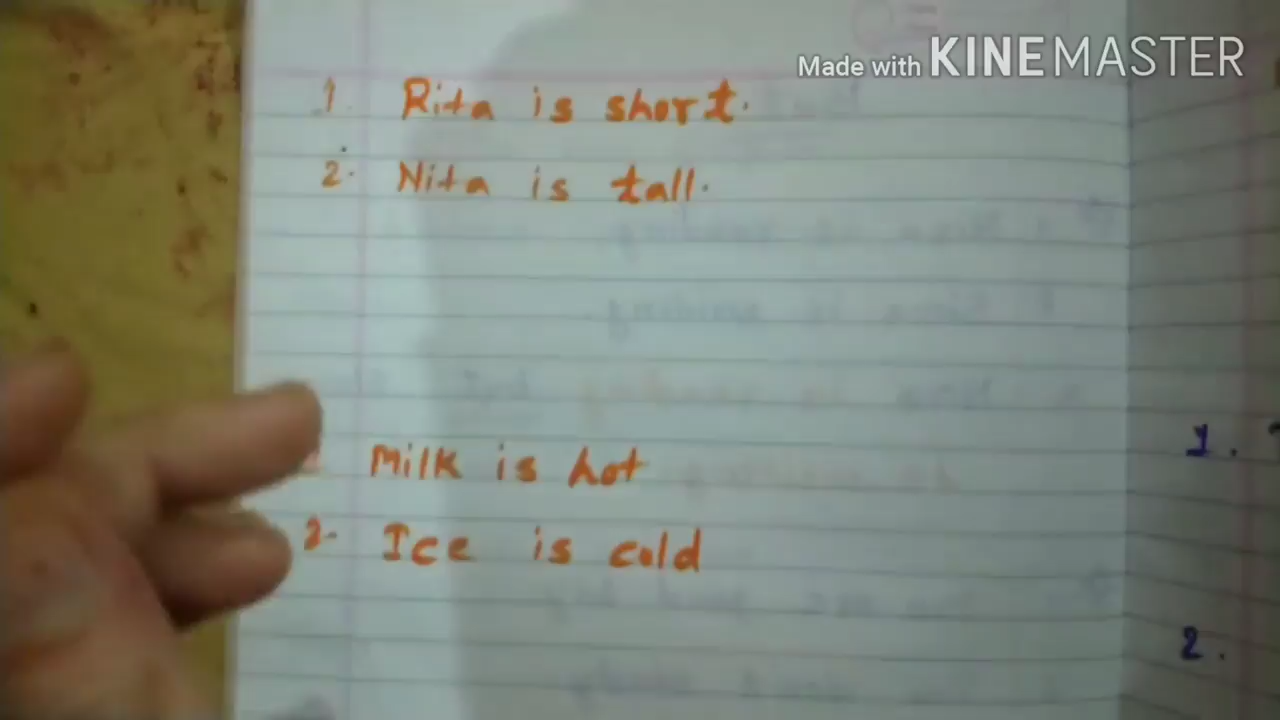 Made with KINEMASTER
1. Rita is short.
2. Nita is tall.
Milk is hot
2. Ice is cold
1.
2.